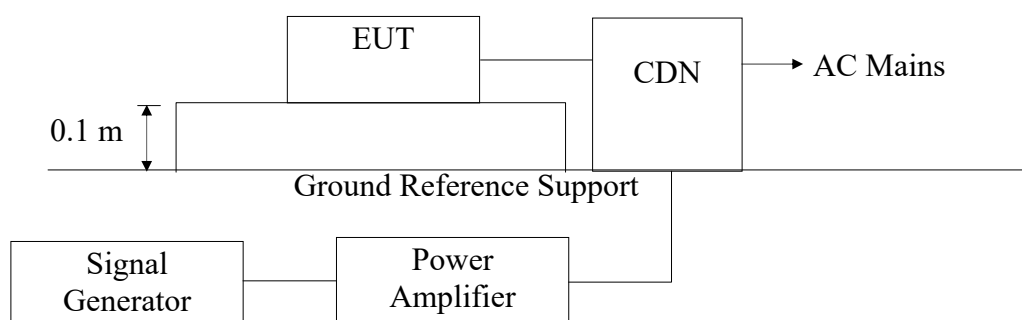 EUT
CDN
AC Mains
0.1 m
Ground Reference Support
Signal
Generator
Power
Amplifier